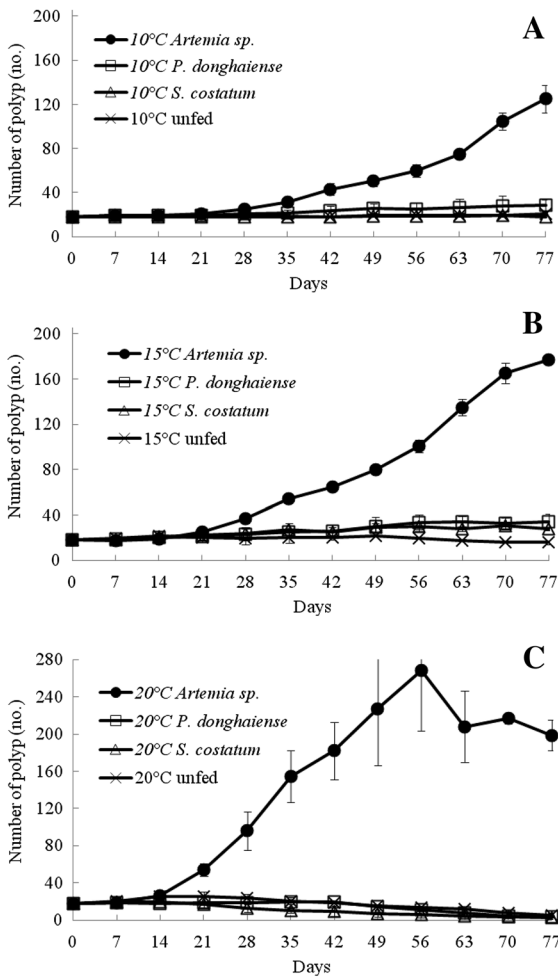 A
200
160
120
80
40
0
Number of polyp (no.)
10°C Artemia sp.
10°C P. donghaiense
10°C S. costatum
10°C unfed
0 7 14 21 28 35 42 49 56 63 70 77
Days
B
200
160
120
80
40
0
Number of polyp (no.)
15°C Artemia sp.
15°C P. donghaiense
15°C S. costatum
15°C unfed
0 7 14 21 28 35 42 49 56 63 70 77
Days
C
280
240
200
160
120
80
40
0
Number of polyp (no.)
20°C Artemia sp.
20°C P. donghaiense
20°C S. costatum
20°C unfed
0 7 14 21 28 35 42 49 56 63 70 77
Days